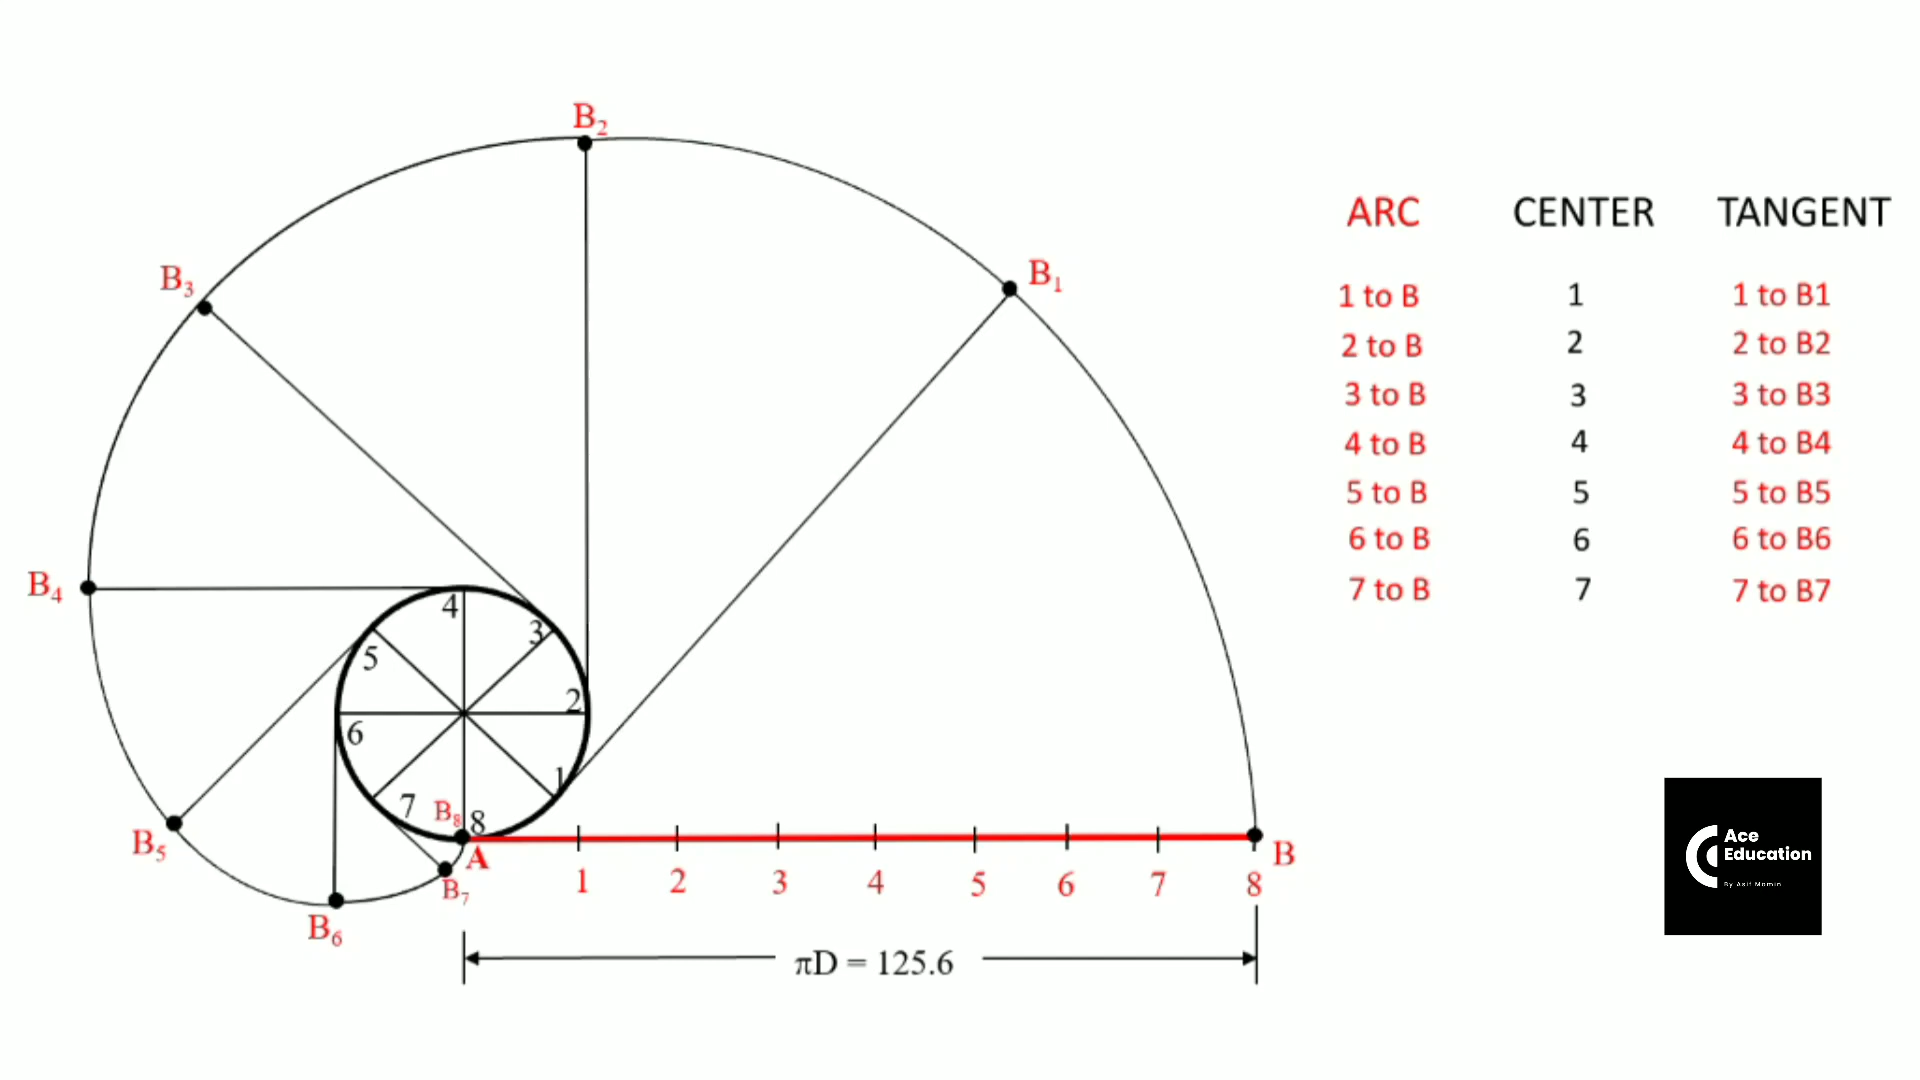 B₂
B₃
B₁
ARC CENTER TANGENT
1 to B 1 1 to B1
2 to B 2 2 to B2
3 to B 3 3 to B3
4 to B 4 4 to B4
5 to B 5 5 to B5
6 to B 6 6 to B6
7 to B 7 7 to B7
B₄
4
3
5
2
6
1
7 B₈ 8
B₅
A
B
B₇
1 2 3 4 5 6 7 8
B₆
πD = 125.6
Ace
Education
By Asif Momin